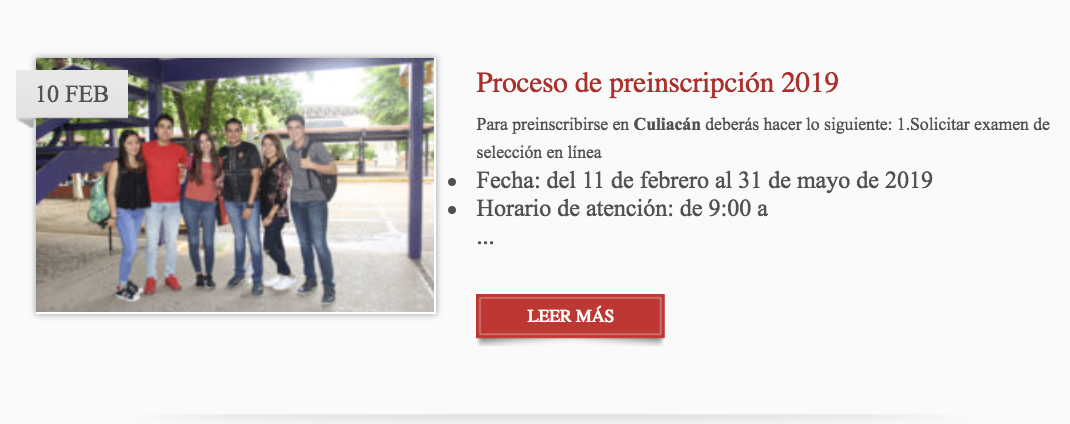 10 FEB
Proceso de preinscripción 2019
Para preinscribirse en Culiacán deberás hacer lo siguiente: 1.Solicitar examen de
selección en línea
• Fecha: del 11 de febrero al 31 de mayo de 2019
• Horario de atención: de 9:00 a
...
LEER MÁS